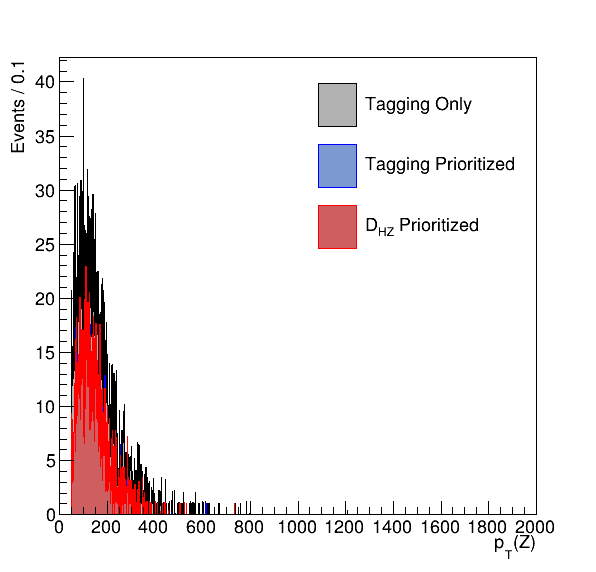 Events / 0.1
40
35
30
25
20
15
10
5
0
Tagging Only
Tagging Prioritized
D_HZ Prioritized
0 200 400 600 800 1000 1200 1400 1600 1800 2000
p_T(Z)